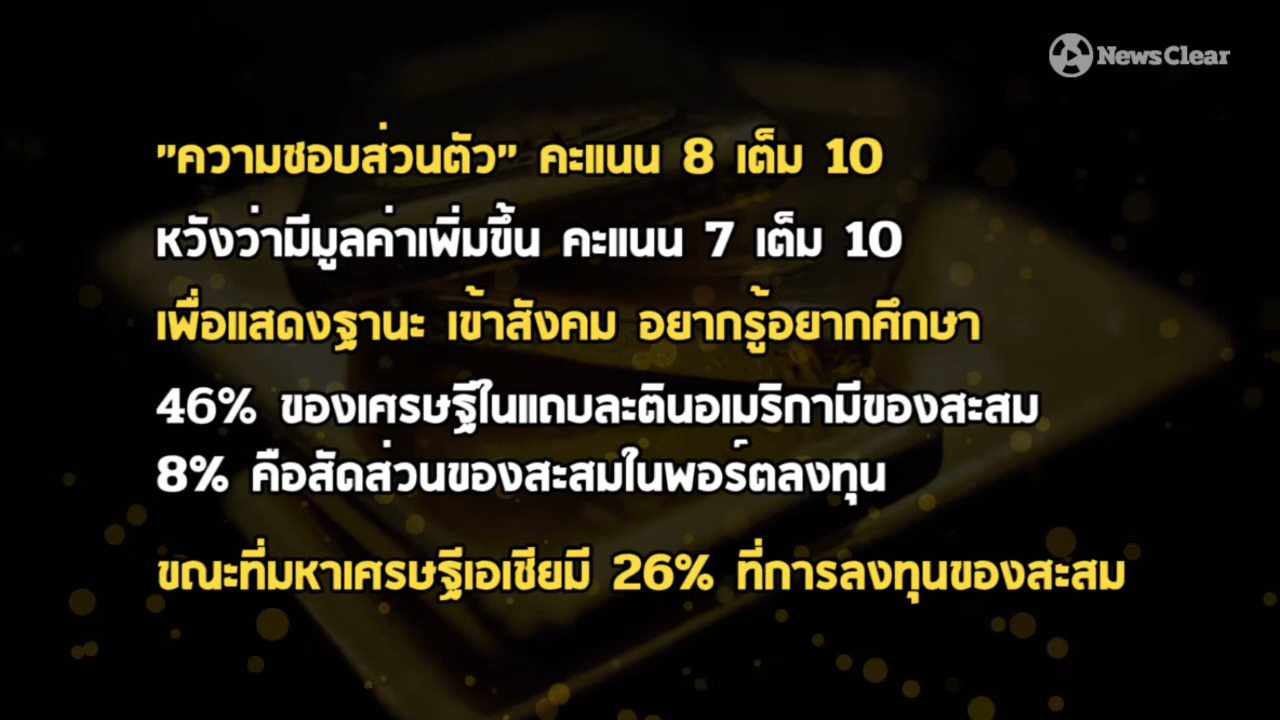 News Clear
"ความชอบส่วนตัว" คะแนน 8 เต็ม 10
หวังว่ามีมูลค่าเพิ่มขึ้น คะแนน 7 เต็ม 10
เพื่อแสดงฐานะ เข้าสังคม อยากรู้อยากศึกษา
46% ของเศรษฐีในแถบละตินอเมริกามีของสะสม
8% คือสัดส่วนของสะสมในพอร์ตลงทุน
ขณะที่มหาเศรษฐีเอเชียมี 26% ที่การลงทุนของสะสม